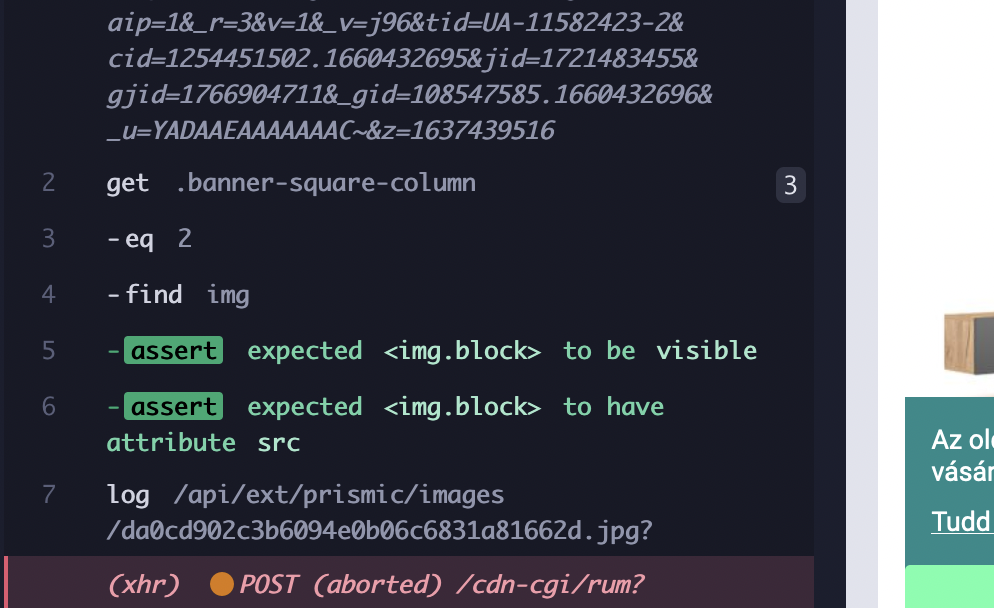 aip=1&_r=3&v=1&_v=j96&tid=UA-11582423-2&
cid=1254451502.1660432695&jid=1721483455&
gjid=1766904711&_gid=108547585.1660432696&
_u=YADAAEAAAAAAAC~&z=1637439516
2 get .banner-square-column 3
3 -eq 2
4 -find img
5 -assert expected <img.block> to be visible
6 -assert expected <img.block> to have
attribute src
7 log /api/ext/prismic/images
/da0cd902c3b6094e0b06c6831a81662d.jpg?
(xhr) POST (aborted) /cdn-cgi/rum?
Az ol
vásár
Tudd